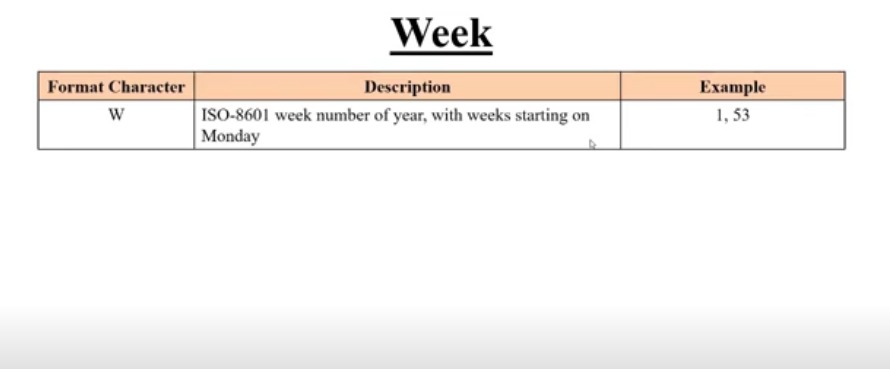 Week
Format Character Description Example
W ISO-8601 week number of year, with weeks starting on 1, 53
Monday